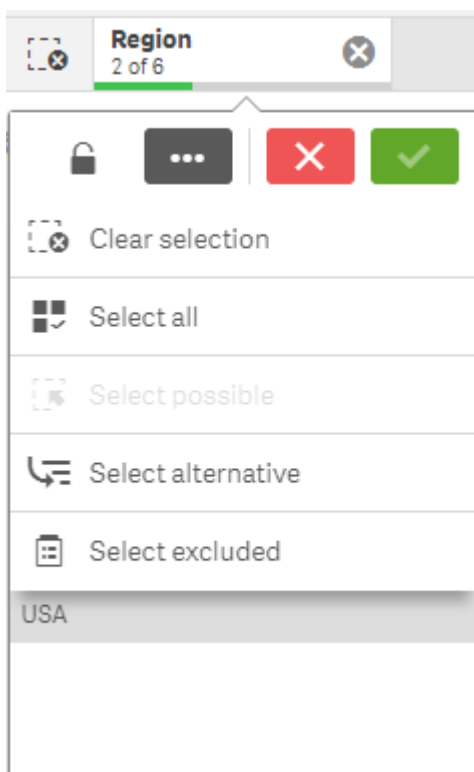 Region
2 of 6
Clear selection
Select all
Select possible
Select alternative
Select excluded
USA